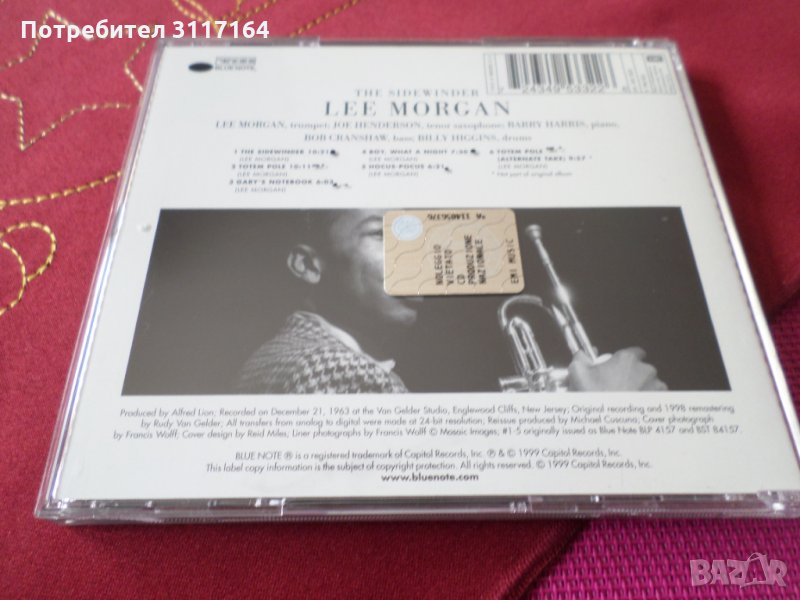 Потребител 3117164
BLUE NOTE
THE SIDEWINDER
LEE MORGAN
LEE MORGAN, trumpet; JOE HENDERSON, tenor saxophone; BARRY HARRIS, piano,
BOB CRANSHAW, bass; BILLY HIGGINS, drums
1 THE SIDEWINDER 10:21
(LEE MORGAN)
2 TOTEM POLE 10:11
(LEE MORGAN)
3 GARY'S NOTEBOOK 6:03
(LEE MORGAN)
4 BOY, WHAT A NIGHT 7:30
(LEE MORGAN)
5 HOCUS-POCUS 6:21
(LEE MORGAN)
6 TOTEM POLE
(ALTERNATE TAKE) 9:57 *
(LEE MORGAN)
* Not part of original album
24349 53322
NOLEGGIO
VIETATO
CD
PRODUZIONE
NAZIONALE
EMI MUSIC
Produced by Alfred Lion; Recorded on December 21, 1963 at the Van Gelder Studio, Englewood Cliffs, New Jersey; Original recording and 1998 remastering
by Rudy Van Gelder; All transfers from analog to digital were made at 24-bit resolution; Reissue produced by Michael Cuscuna; Cover photograph
by Francis Wolff; Cover design by Reid Miles; Liner photographs by Francis Wolff © Mosaic Images; #1-5 originally issued as Blue Note BLP 4157 and BST 84157.
BLUE NOTE ® is a registered trademark of Capitol Records, Inc. ℗ © 1999 Capitol Records, Inc.
This label copy information is the subject of copyright protection. All rights reserved. © 1999 Capitol Records, Inc.
www.bluenote.com
BAZAR